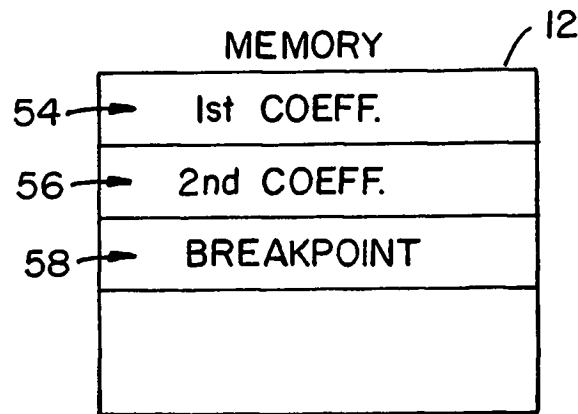 12
MEMORY
54 1st COEFF.
56 2nd COEFF.
58 BREAKPOINT